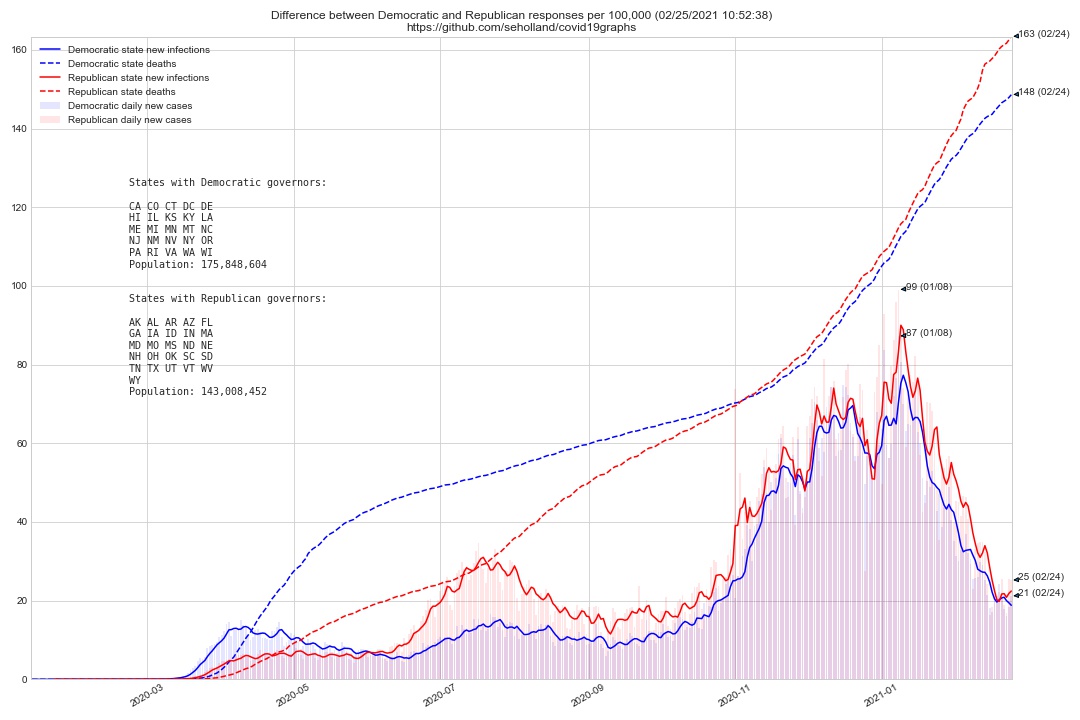 Difference between Democratic and Republican responses per 100,000 (02/25/2021 10:52:38)
https://github.com/seholland/covid19graphs
Democratic state new infections
Democratic state deaths
Republican state new infections
Republican state deaths
Democratic daily new cases
Republican daily new cases
States with Democratic governors:
CA CO CT DC DE
HI IL KS KY LA
ME MI MN MT NC
NJ NM NV NY OR
PA RI VA WA WI
Population: 175,848,604
States with Republican governors:
AK AL AR AZ FL
GA IA ID IN MA
MD MO MS ND NE
NH OH OK SC SD
TN TX UT VT WV
WY
Population: 143,008,452
163 (02/24)
148 (02/24)
99 (01/08)
87 (01/08)
25 (02/24)
21 (02/24)
160
140
120
100
80
60
40
20
0
2020-03
2020-05
2020-07
2020-09
2020-11
2021-01